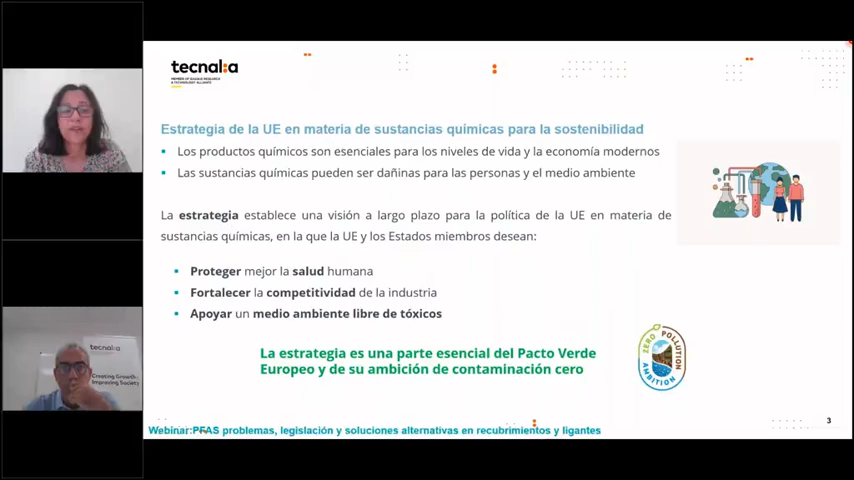 tecnalia
MEMBER OF BASQUE RESEARCH
& TECHNOLOGY ALLIANCE
Estrategia de la UE en materia de sustancias químicas para la sostenibilidad
Los productos químicos son esenciales para los niveles de vida y la economía modernos
Las sustancias químicas pueden ser dañinas para las personas y el medio ambiente
La estrategia establece una visión a largo plazo para la política de la UE en materia de
sustancias químicas, en la que la UE y los Estados miembros desean:
Proteger mejor la salud humana
Fortalecer la competitividad de la industria
Apoyar un medio ambiente libre de tóxicos
La estrategia es una parte esencial del Pacto Verde
Europeo y de su ambición de contaminación cero
ZERO POLLUTION
AMBITION
3
Webinar:PFAS problemas, legislación y soluciones alternativas en recubrimientos y ligantes
tecnalia
Creating Growth,
Improving Society